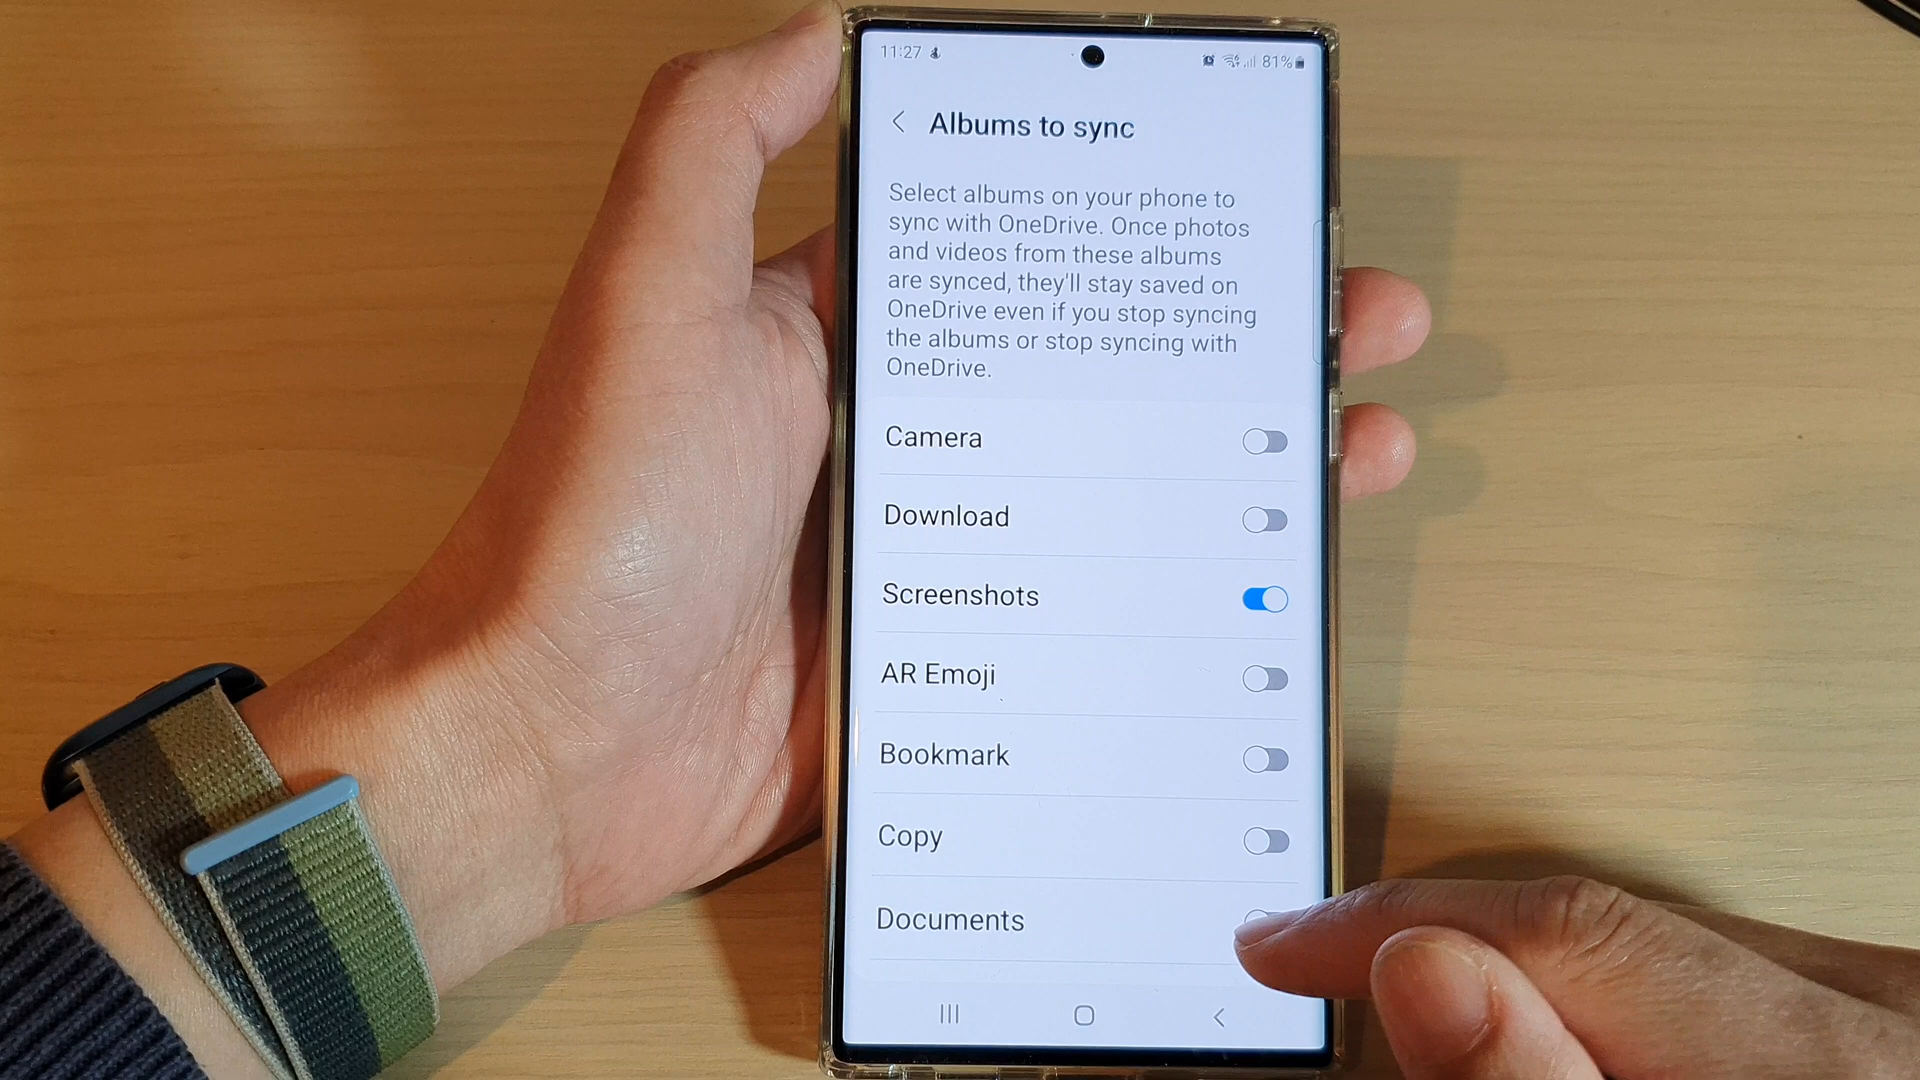 11:27
81%
Albums to sync
Select albums on your phone to
sync with OneDrive. Once photos
and videos from these albums
are synced, they'll stay saved on
OneDrive even if you stop syncing
the albums or stop syncing with
OneDrive.
Camera
Download
Screenshots
AR Emoji
Bookmark
Copy
Documents